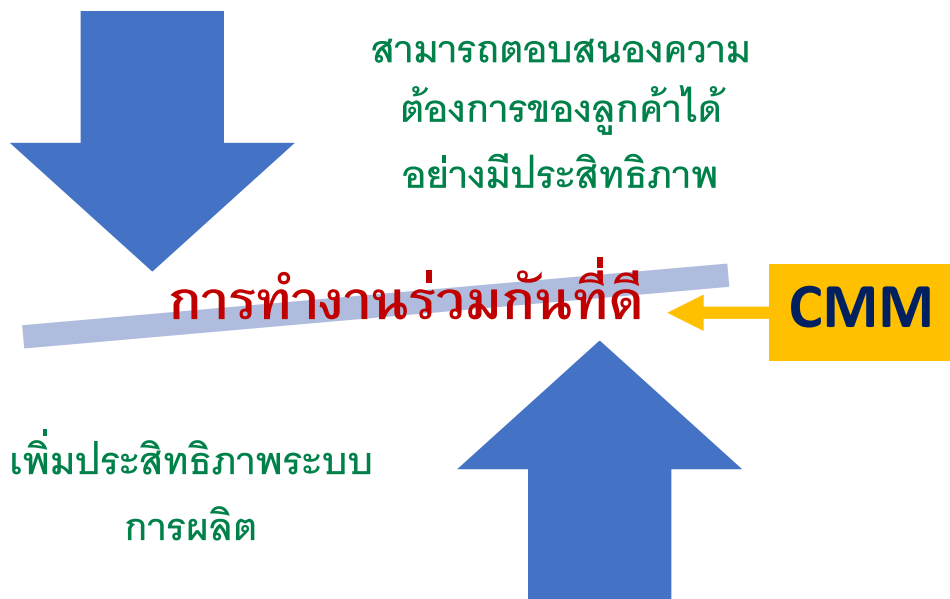 สามารถตอบสนองความ
ต้องการของลูกค้าได้
อย่างมีประสิทธิภาพ
การทำงานร่วมกันที่ดี
CMM
เพิ่มประสิทธิภาพระบบ
การผลิต